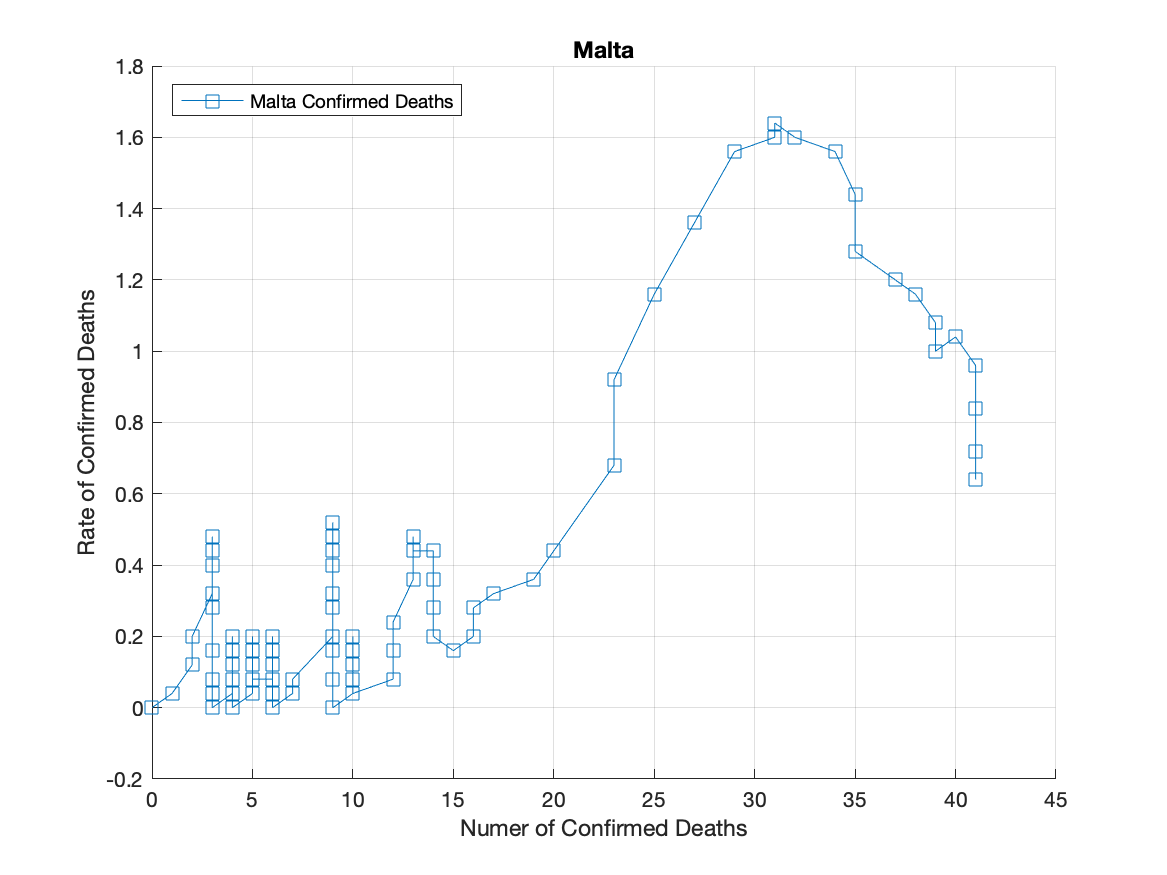 Malta
Malta Confirmed Deaths
Rate of Confirmed Deaths
1.8
1.6
1.4
1.2
1
0.8
0.6
0.4
0.2
0
-0.2
0 5 10 15 20 25 30 35 40 45
Numer of Confirmed Deaths